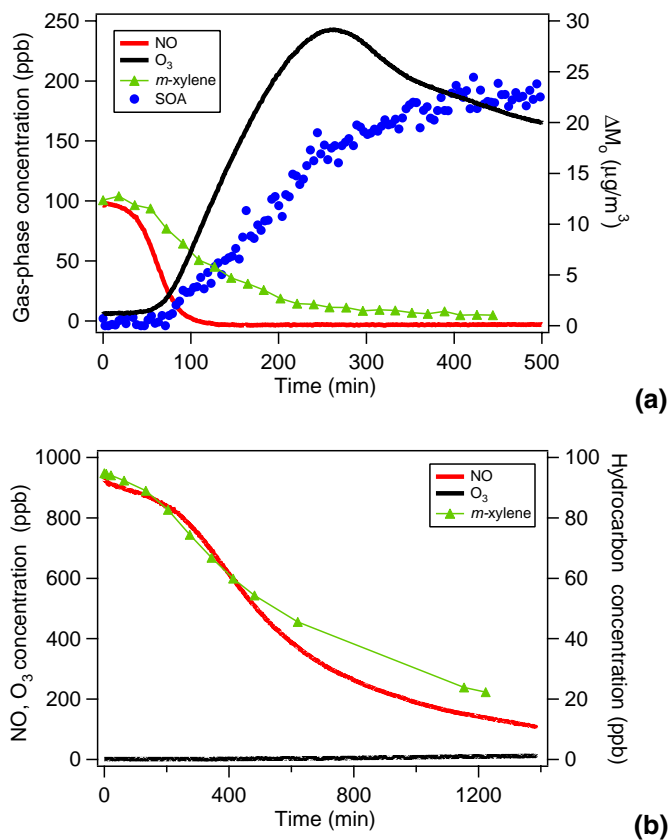 250
200
150
100
50
0
Gas-phase concentration (ppb)
NO
O3
m-xylene
SOA
30
25
20
15
10
5
0
ΔMo (μg/m3)
0
100
200
300
400
500
Time (min)
(a)
1000
800
600
400
200
0
NO, O3 concentration (ppb)
NO
O3
m-xylene
100
80
60
40
20
0
Hydrocarbon concentration (ppb)
0
400
800
1200
Time (min)
(b)